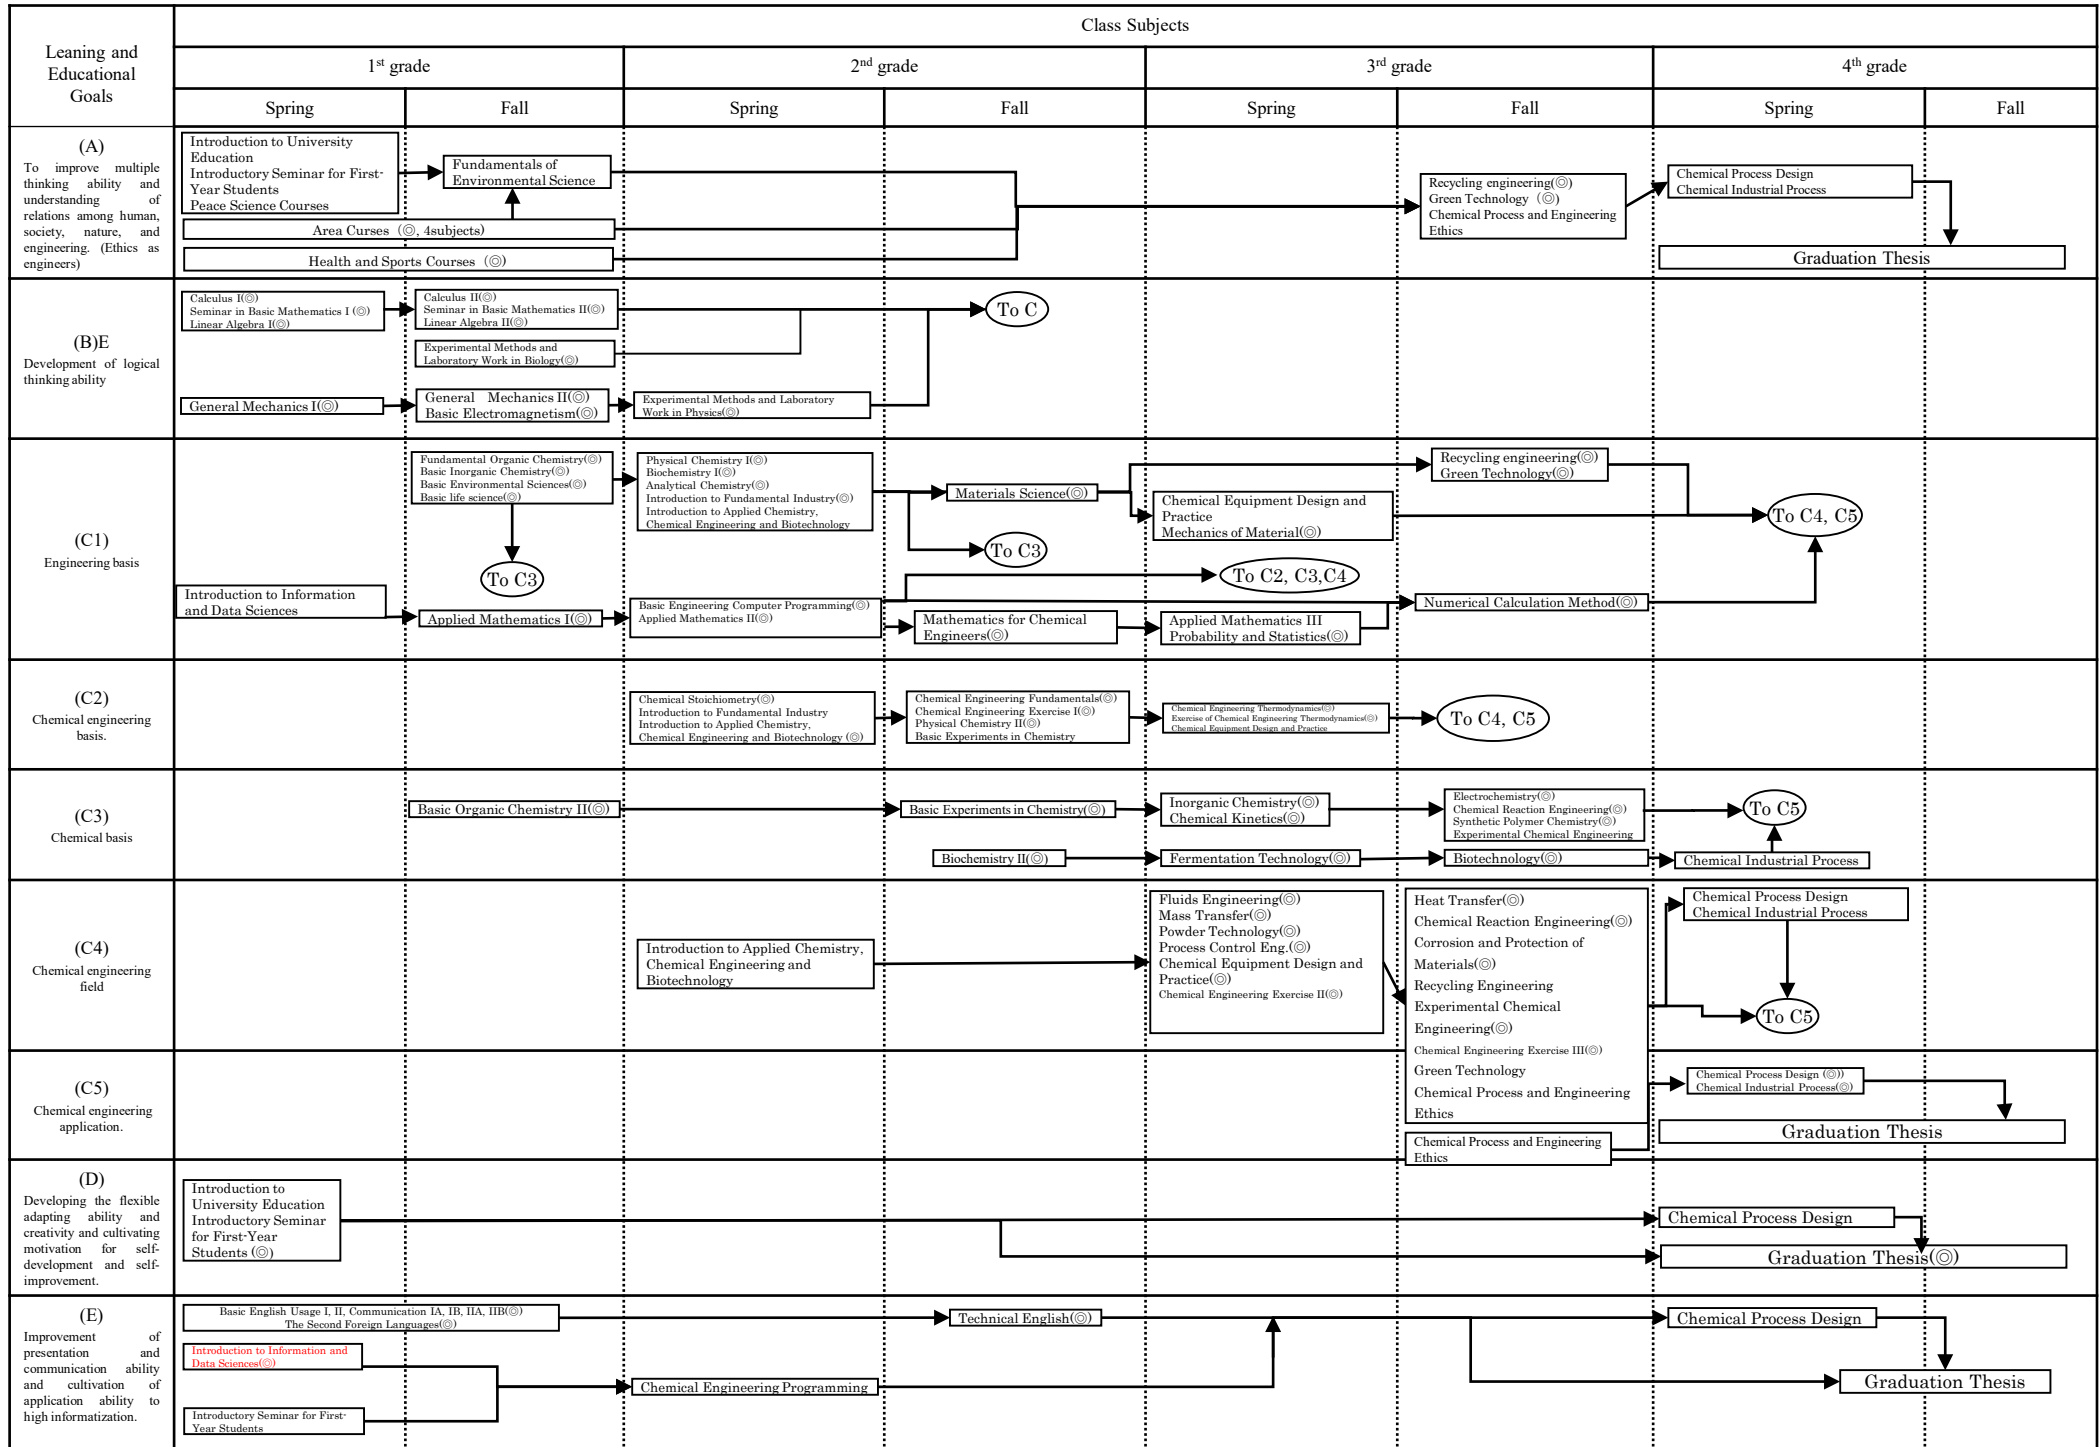 Class Subjects
Leaning and
Educational
Goals
1st grade
2nd grade
3rd grade
4th grade
Spring
Fall
Spring
Fall
Spring
Fall
Spring
Fall
(A)
To improve multiple
thinking ability and
understanding of
relations among human,
society, nature, and
engineering. (Ethics as
engineers)
Introduction to University
Education
Introductory Seminar for First-
Year Students
Peace Science Courses
Fundamentals of
Environmental Science
Area Curses (◎, 4subjects)
Health and Sports Courses (◎)
Recycling engineering(◎)
Green Technology (◎)
Chemical Process and Engineering
Ethics
Chemical Process Design
Chemical Industrial Process
Graduation Thesis
(B)E
Development of logical
thinking ability
Calculus I(◎)
Seminar in Basic Mathematics I (◎)
Linear Algebra I(◎)
Calculus II(◎)
Seminar in Basic Mathematics II(◎)
Linear Algebra II(◎)
To C
Experimental Methods and
Laboratory Work in Biology(◎)
General Mechanics I(◎)
General Mechanics II(◎)
Basic Electromagnetism(◎)
Experimental Methods and Laboratory
Work in Physics(◎)
(C1)
Engineering basis
Fundamental Organic Chemistry(◎)
Basic Inorganic Chemistry(◎)
Basic Environmental Sciences(◎)
Basic life science(◎)
Physical Chemistry I(◎)
Biochemistry I(◎)
Analytical Chemistry(◎)
Introduction to Fundamental Industry(◎)
Introduction to Applied Chemistry,
Chemical Engineering and Biotechnology
Materials Science(◎)
Chemical Equipment Design and
Practice
Mechanics of Material(◎)
Recycling engineering(◎)
Green Technology(◎)
To C4, C5
To C3
To C3
To C2, C3,C4
Introduction to Information
and Data Sciences
Applied Mathematics I(◎)
Basic Engineering Computer Programming(◎)
Applied Mathematics II(◎)
Mathematics for Chemical
Engineers(◎)
Applied Mathematics III
Probability and Statistics(◎)
Numerical Calculation Method(◎)
(C2)
Chemical engineering
basis.
Chemical Stoichiometry(◎)
Introduction to Fundamental Industry
Introduction to Applied Chemistry,
Chemical Engineering and Biotechnology (◎)
Chemical Engineering Fundamentals(◎)
Chemical Engineering Exercise I(◎)
Physical Chemistry II(◎)
Basic Experiments in Chemistry
Chemical Engineering Thermodynamics(◎)
Exercise of Chemical Engineering Thermodynamics(◎)
Chemical Equipment Design and Practice
To C4, C5
(C3)
Chemical basis
Basic Organic Chemistry II(◎)
Basic Experiments in Chemistry(◎)
Inorganic Chemistry(◎)
Chemical Kinetics(◎)
Electrochemistry(◎)
Chemical Reaction Engineering(◎)
Synthetic Polymer Chemistry(◎)
Experimental Chemical Engineering
To C5
Biochemistry II(◎)
Fermentation Technology(◎)
Biotechnology(◎)
Chemical Industrial Process
(C4)
Chemical engineering
field
Introduction to Applied Chemistry,
Chemical Engineering and
Biotechnology
Fluids Engineering(◎)
Mass Transfer(◎)
Powder Technology(◎)
Process Control Eng.(◎)
Chemical Equipment Design and
Practice(◎)
Chemical Engineering Exercise II(◎)
Heat Transfer(◎)
Chemical Reaction Engineering(◎)
Corrosion and Protection of
Materials(◎)
Recycling Engineering
Experimental Chemical
Engineering(◎)
Chemical Engineering Exercise III(◎)
Green Technology
Chemical Process and Engineering
Ethics
Chemical Process Design
Chemical Industrial Process
To C5
(C5)
Chemical engineering
application.
Chemical Process and Engineering
Ethics
Chemical Process Design (◎))
Chemical Industrial Process(◎)
Graduation Thesis
(D)
Developing the flexible
adapting ability and
creativity and cultivating
motivation for self-
development and self-
improvement.
Introduction to
University Education
Introductory Seminar
for First-Year
Students (◎)
Chemical Process Design
Graduation Thesis(◎)
(E)
Improvement of
presentation and
communication ability
and cultivation of
application ability to
high informatization.
Basic English Usage I, II, Communication IA, IB, IIA, IIB(◎)
The Second Foreign Languages(◎)
Technical English(◎)
Chemical Process Design
Introduction to Information and
Data Sciences(◎)
Chemical Engineering Programming
Graduation Thesis
Introductory Seminar for First-
Year Students